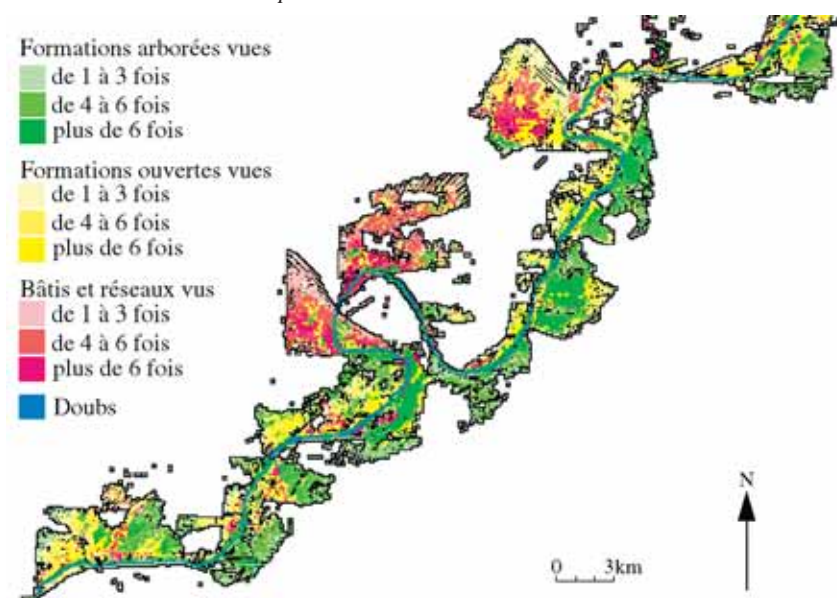 Formations arborées vues
de 1 à 3 fois
de 4 à 6 fois
plus de 6 fois
Formations ouvertes vues
de 1 à 3 fois
de 4 à 6 fois
plus de 6 fois
Bâtis et réseaux vus
de 1 à 3 fois
de 4 à 6 fois
plus de 6 fois
Doubs
N
0 3km